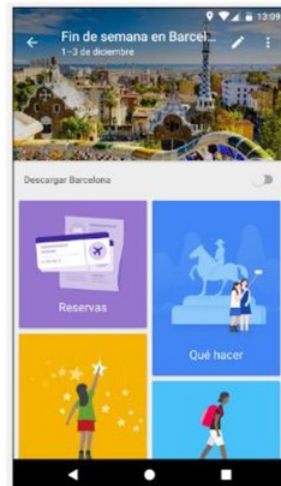 13:09
Fin de semana en Barcel...
1–3 de diciembre
Descargar Barcelona
Reservas
Qué hacer